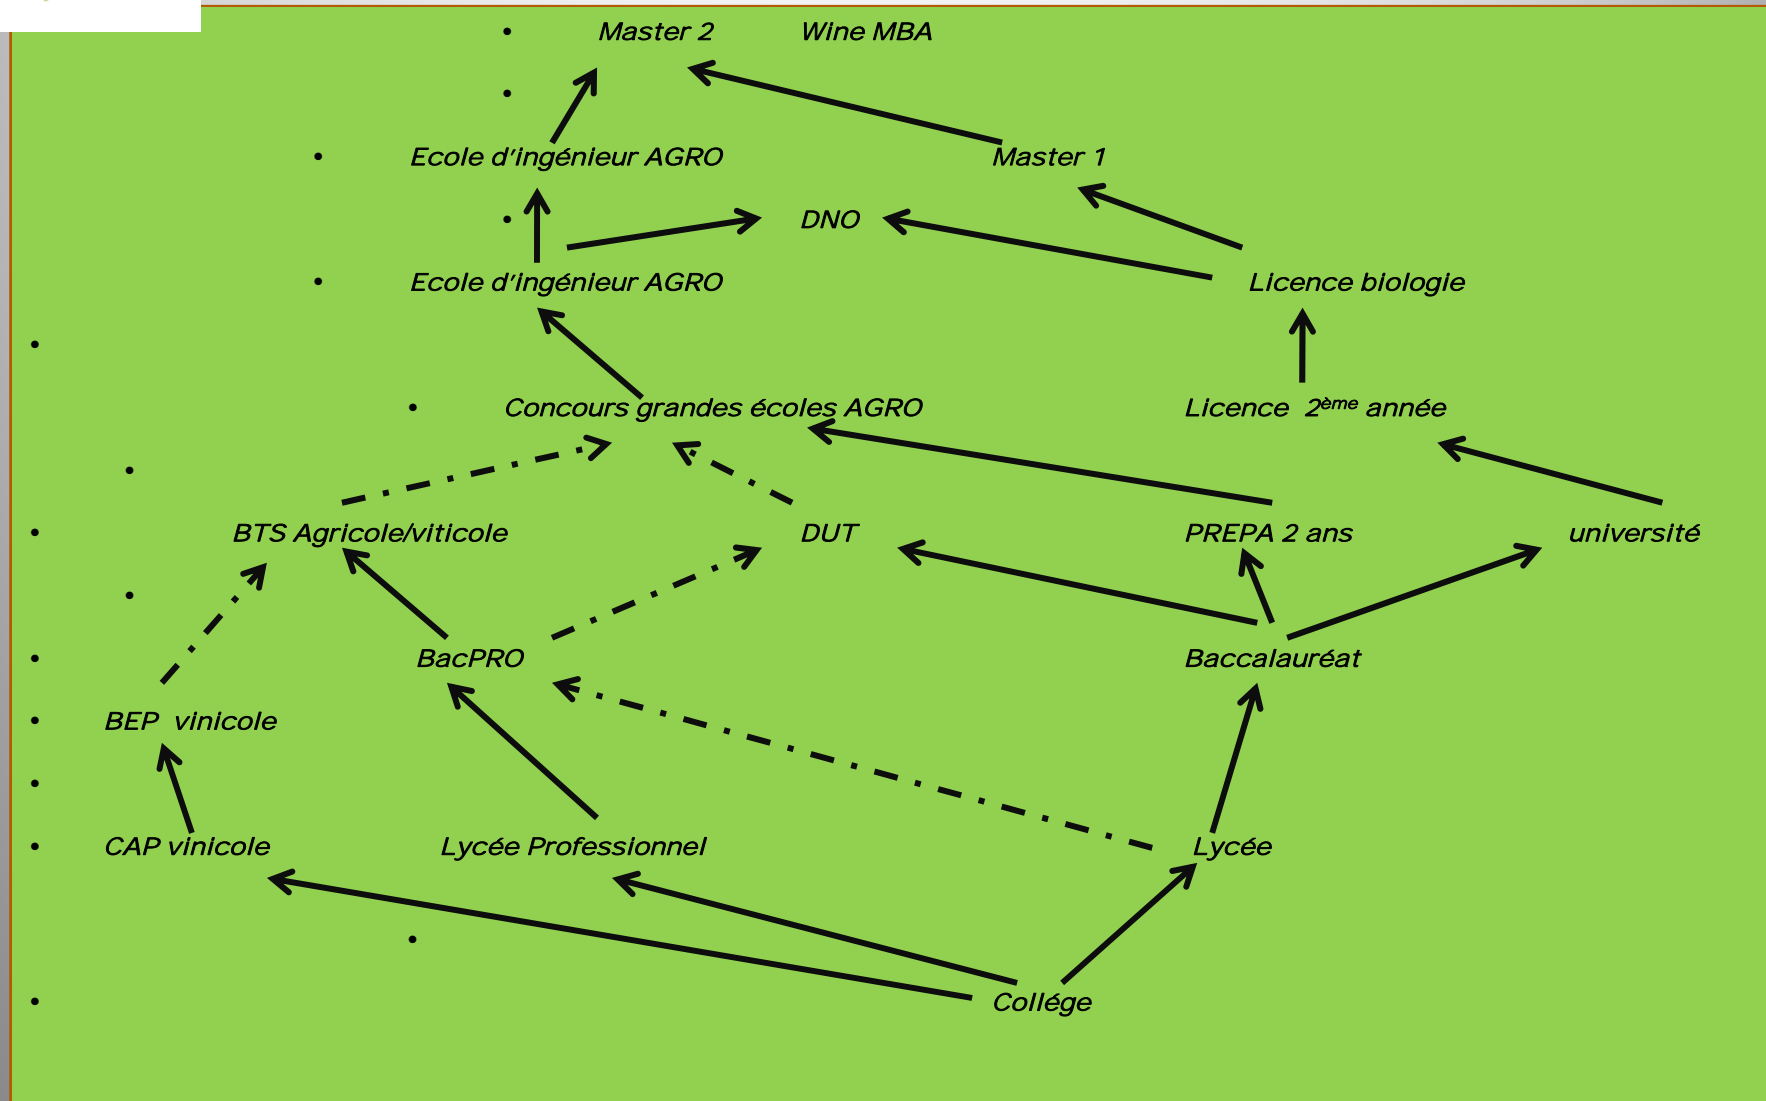 • Master 2 Wine MBA
•
• Ecole d'ingénieur AGRO Master 1
• DNO
• Ecole d'ingénieur AGRO Licence biologie
•
• Concours grandes écoles AGRO Licence 2ème année
•
• BTS Agricole/viticole DUT PREPA 2 ans université
•
• BacPRO Baccalauréat
• BEP vinicole
•
• CAP vinicole Lycée Professionnel Lycée
•
• Collége